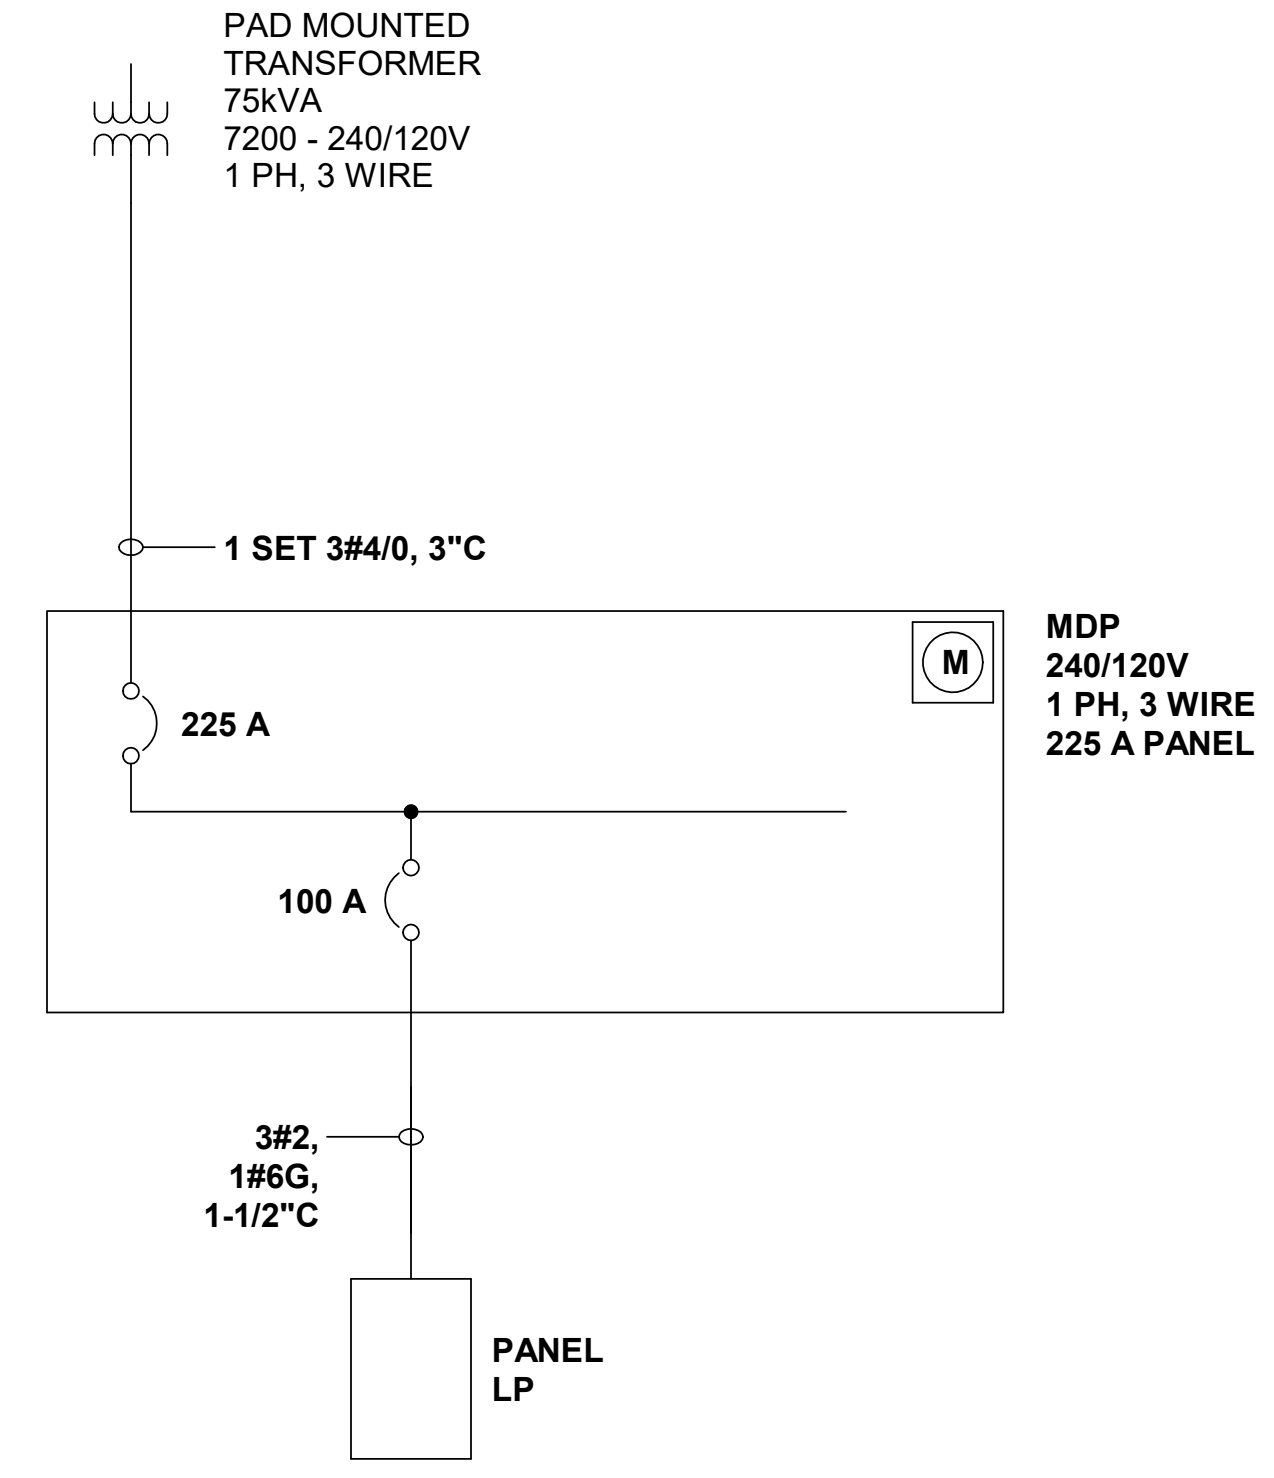 PAD MOUNTED
TRANSFORMER
75kVA
7200 - 240/120V
1 PH, 3 WIRE
1 SET 3#4/0, 3"C
MDP
240/120V
1 PH, 3 WIRE
225 A PANEL
M
225 A
100 A
3#2,
1#6G,
1-1/2"C
PANEL
LP